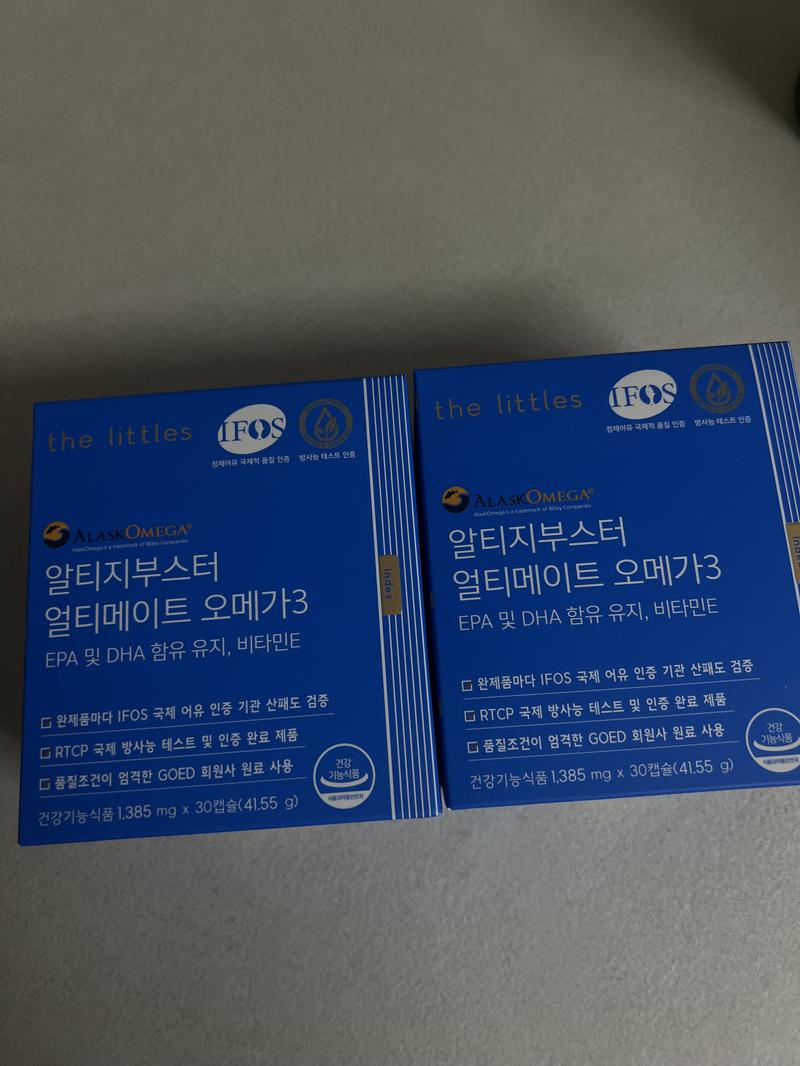 the littles
IFOS
정제어유 국제적 품질 인증
방사능 테스트 인증
ALASKOMEGA®
AlaskOmega is a trademark of Wiley Companies
알티지부스터
얼티메이트 오메가3
EPA 및 DHA 함유 유지, 비타민E
index
완제품마다 IFOS 국제 어유 인증 기관 산패도 검증
RTCP 국제 방사능 테스트 및 인증 완료 제품
품질조건이 엄격한 GOED 회원사 원료 사용
건강기능식품 1,385 mg x 30캡슐(41.55 g)
건강
기능식품
식품의약품안전처
the littles
IFOS
정제어유 국제적 품질 인증
방사능 테스트 인증
ALASKOMEGA®
AlaskOmega is a trademark of Wiley Companies
알티지부스터
얼티메이트 오메가3
EPA 및 DHA 함유 유지, 비타민E
완제품마다 IFOS 국제 어유 인증 기관 산패도 검증
RTCP 국제 방사능 테스트 및 인증 완료 제품
품질조건이 엄격한 GOED 회원사 원료 사용
건강기능식품 1,385 mg x 30캡슐(41.55 g)
건강
기능식품